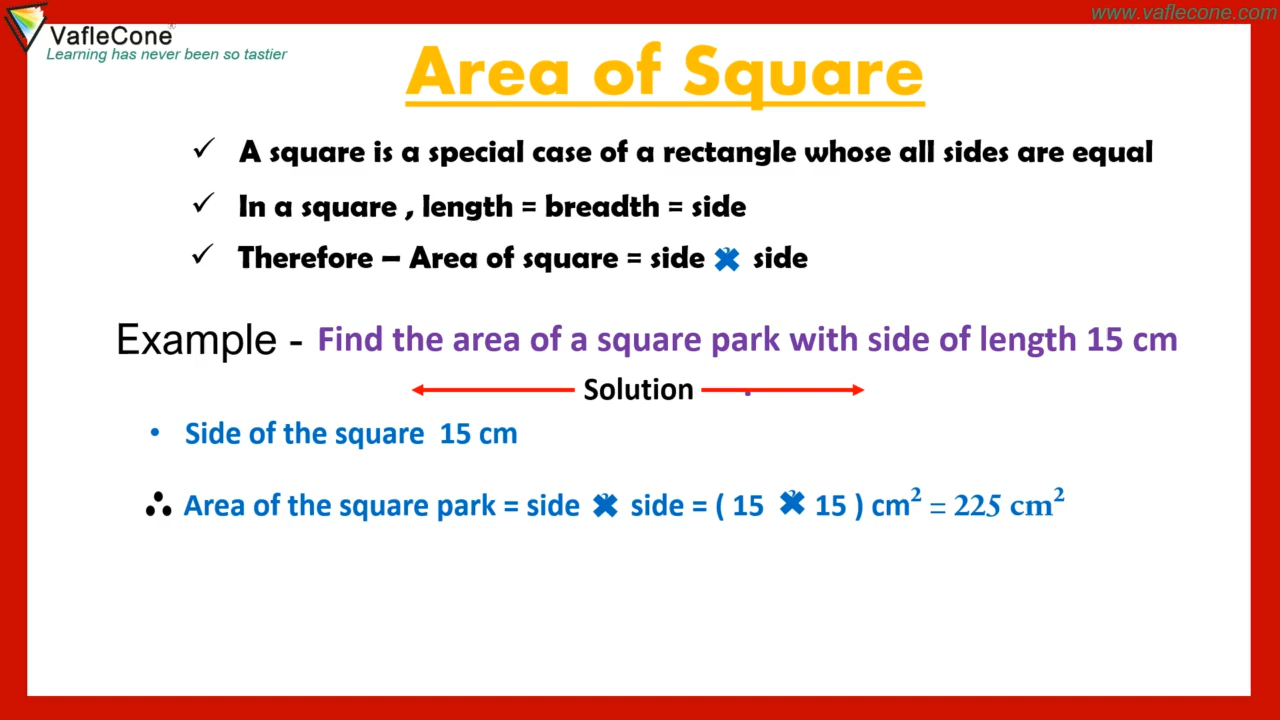 www.vaflecone.com
VafleCone®
Learning has never been so tastier
Area of Square
✓ A square is a special case of a rectangle whose all sides are equal
✓ In a square , length = breadth = side
✓ Therefore – Area of square = side × side
Example - Find the area of a square park with side of length 15 cm
Solution
• Side of the square 15 cm
∴ Area of the square park = side × side = ( 15 × 15 ) cm² = 225 cm²